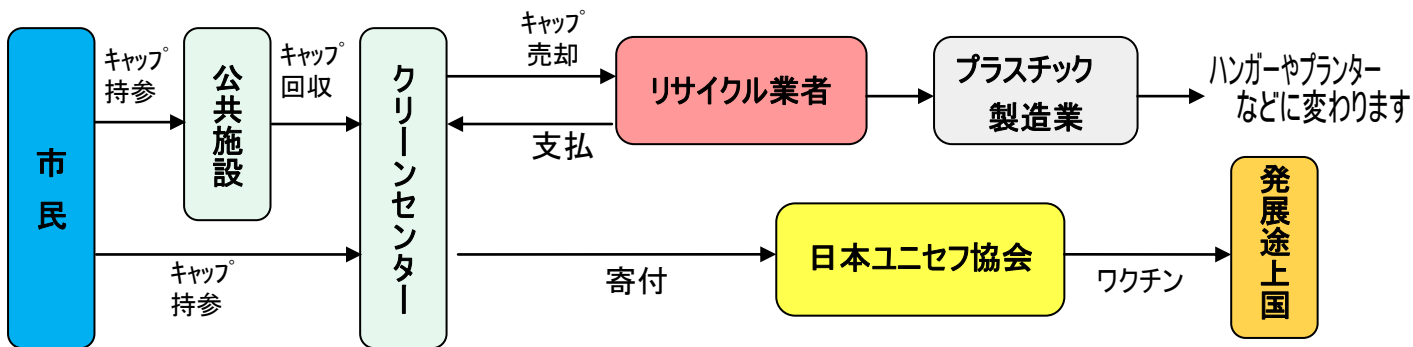 市民
キャップ
持参
公共施設
キャップ
回収
キャップ
持参
クリーンセンター
キャップ
売却
支払
リサイクル業者
プラスチック
製造業
ハンガーやプランター
などに変わります
寄付
日本ユニセフ協会
ワクチン
発展途上国